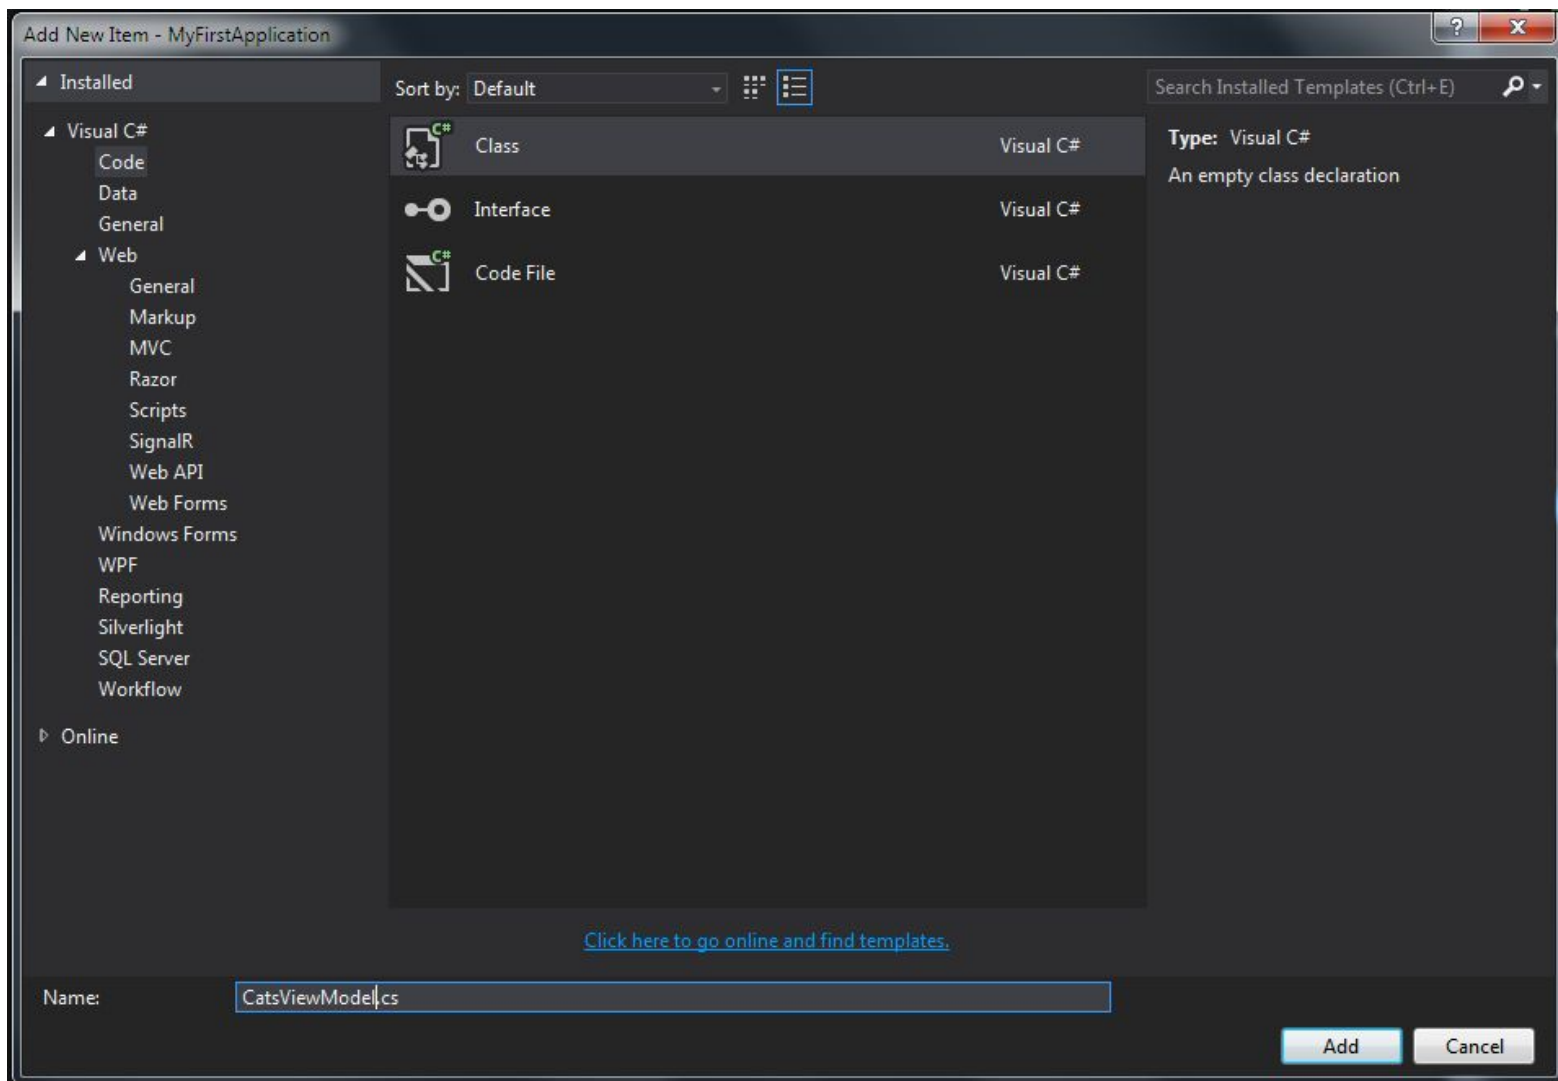 Add New Item - MyFirstApplication
?
X
Installed
Sort by: Default
Search Installed Templates (Ctrl+E)
Visual C#
Code
Data
General
Web
General
Markup
MVC
Razor
Scripts
SignalR
Web API
Web Forms
Windows Forms
WPF
Reporting
Silverlight
SQL Server
Workflow
Online
C# Class Visual C#
Interface Visual C#
C# Code File Visual C#
Type: Visual C#
An empty class declaration
Click here to go online and find templates.
Name: CatsViewModel.cs
Add Cancel